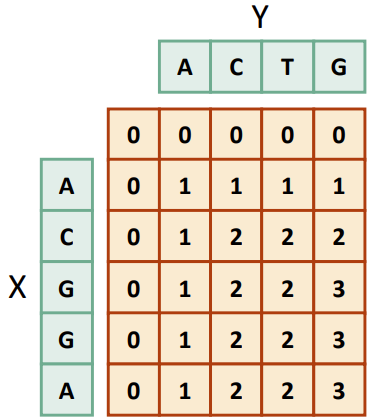 Y
A C T G
0 0 0 0 0
A 0 1 1 1 1
C 0 1 2 2 2
X G 0 1 2 2 3
G 0 1 2 2 3
A 0 1 2 2 3